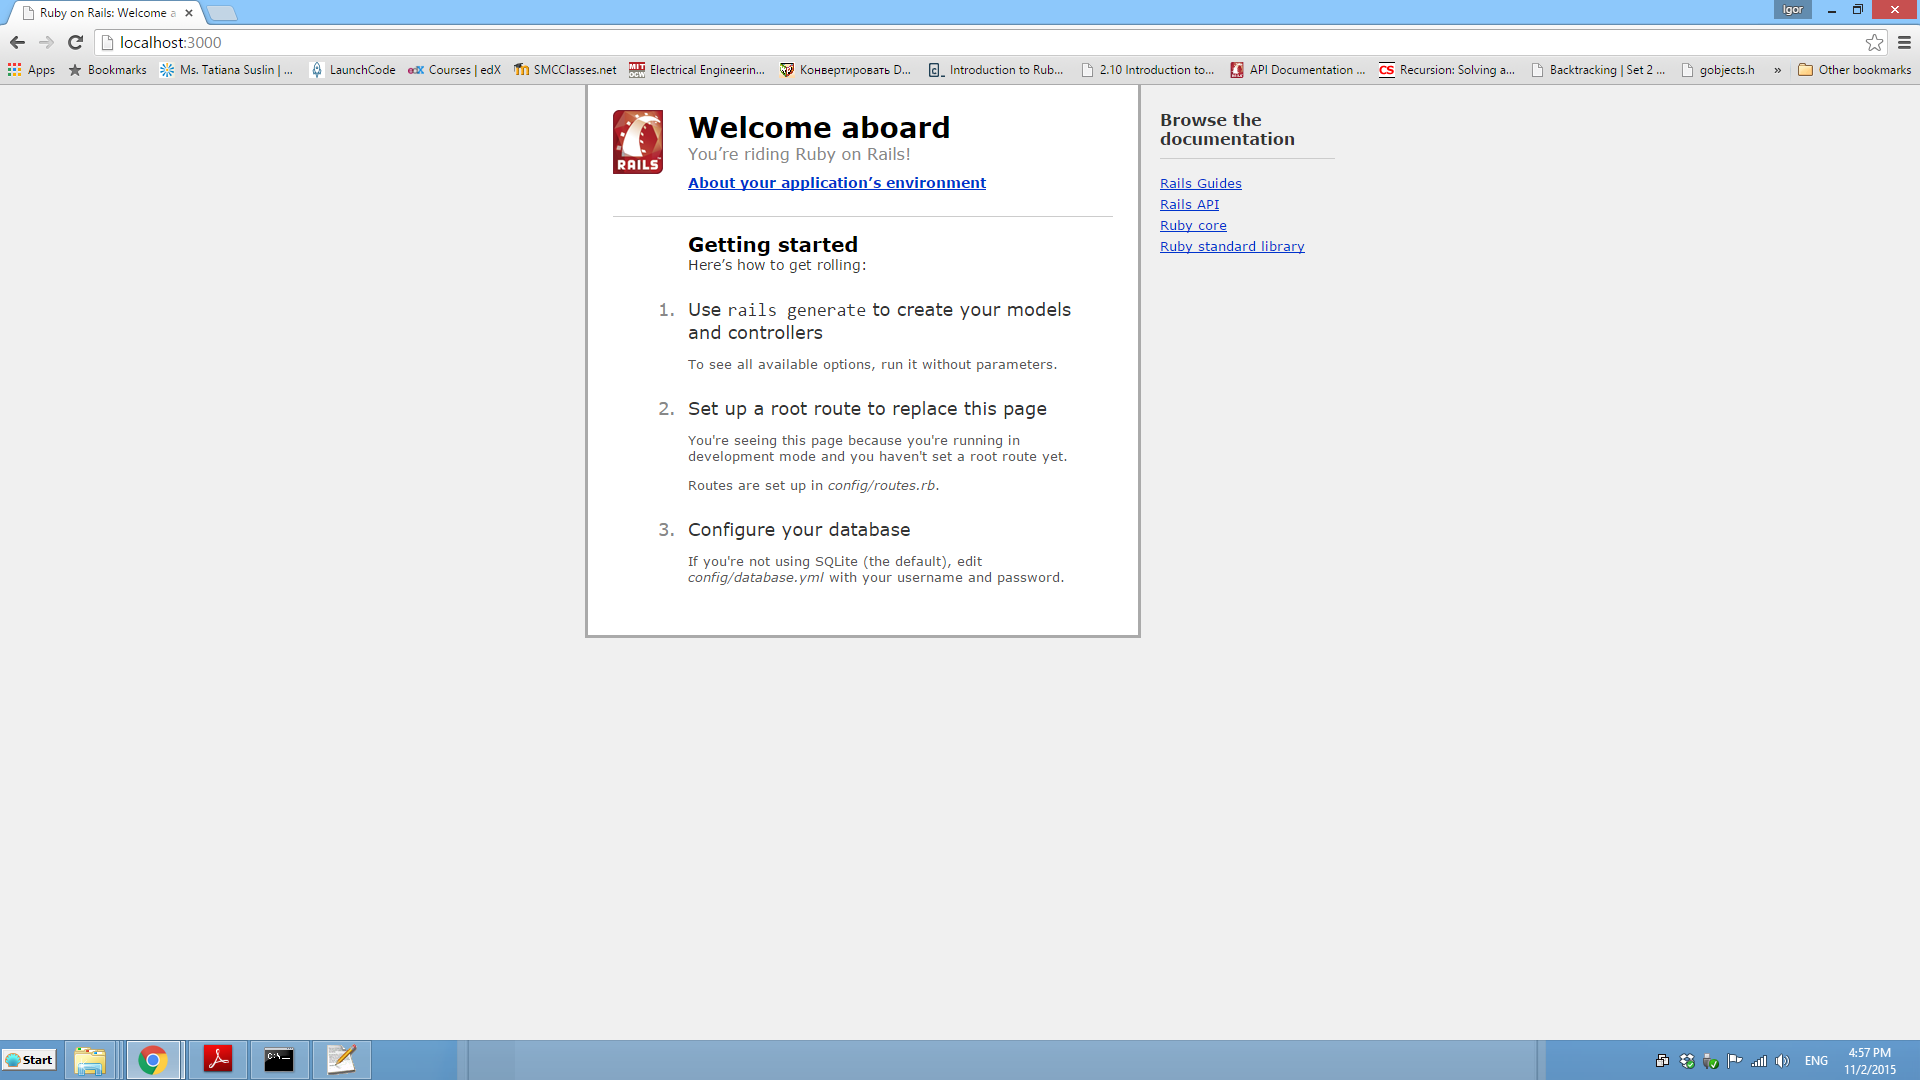 Ruby on Rails: Welcome a
Igor
localhost:3000
Apps Bookmarks Ms. Tatiana Suslin | ... LaunchCode edX Courses | edX SMCClasses.net MIT OCW Electrical Engineerin... Конвертировать D... Introduction to Rub... 2.10 Introduction to... API Documentation ... CS Recursion: Solving a... Backtracking | Set 2 ... gobjects.h » Other bookmarks
RAILS
Welcome aboard
You’re riding Ruby on Rails!
About your application’s environment
Getting started
Here’s how to get rolling:
1. Use rails generate to create your models
and controllers
To see all available options, run it without parameters.
2. Set up a root route to replace this page
You're seeing this page because you're running in
development mode and you haven't set a root route yet.
Routes are set up in config/routes.rb.
3. Configure your database
If you're not using SQLite (the default), edit
config/database.yml with your username and password.
Browse the
documentation
Rails Guides
Rails API
Ruby core
Ruby standard library
Start
C:\_
ENG
4:57 PM
11/2/2015